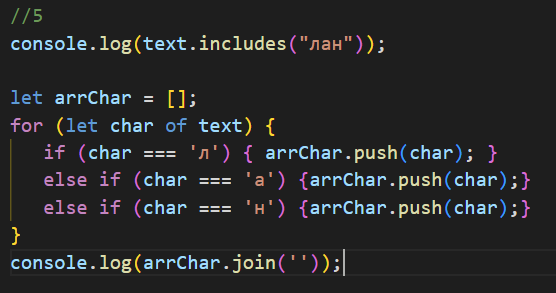 //5
console.log(text.includes("лан"));
let arrChar = [];
for (let char of text) {
if (char === 'л') { arrChar.push(char); }
else if (char === 'а') {arrChar.push(char);}
else if (char === 'н') {arrChar.push(char);}
}
console.log(arrChar.join(''));